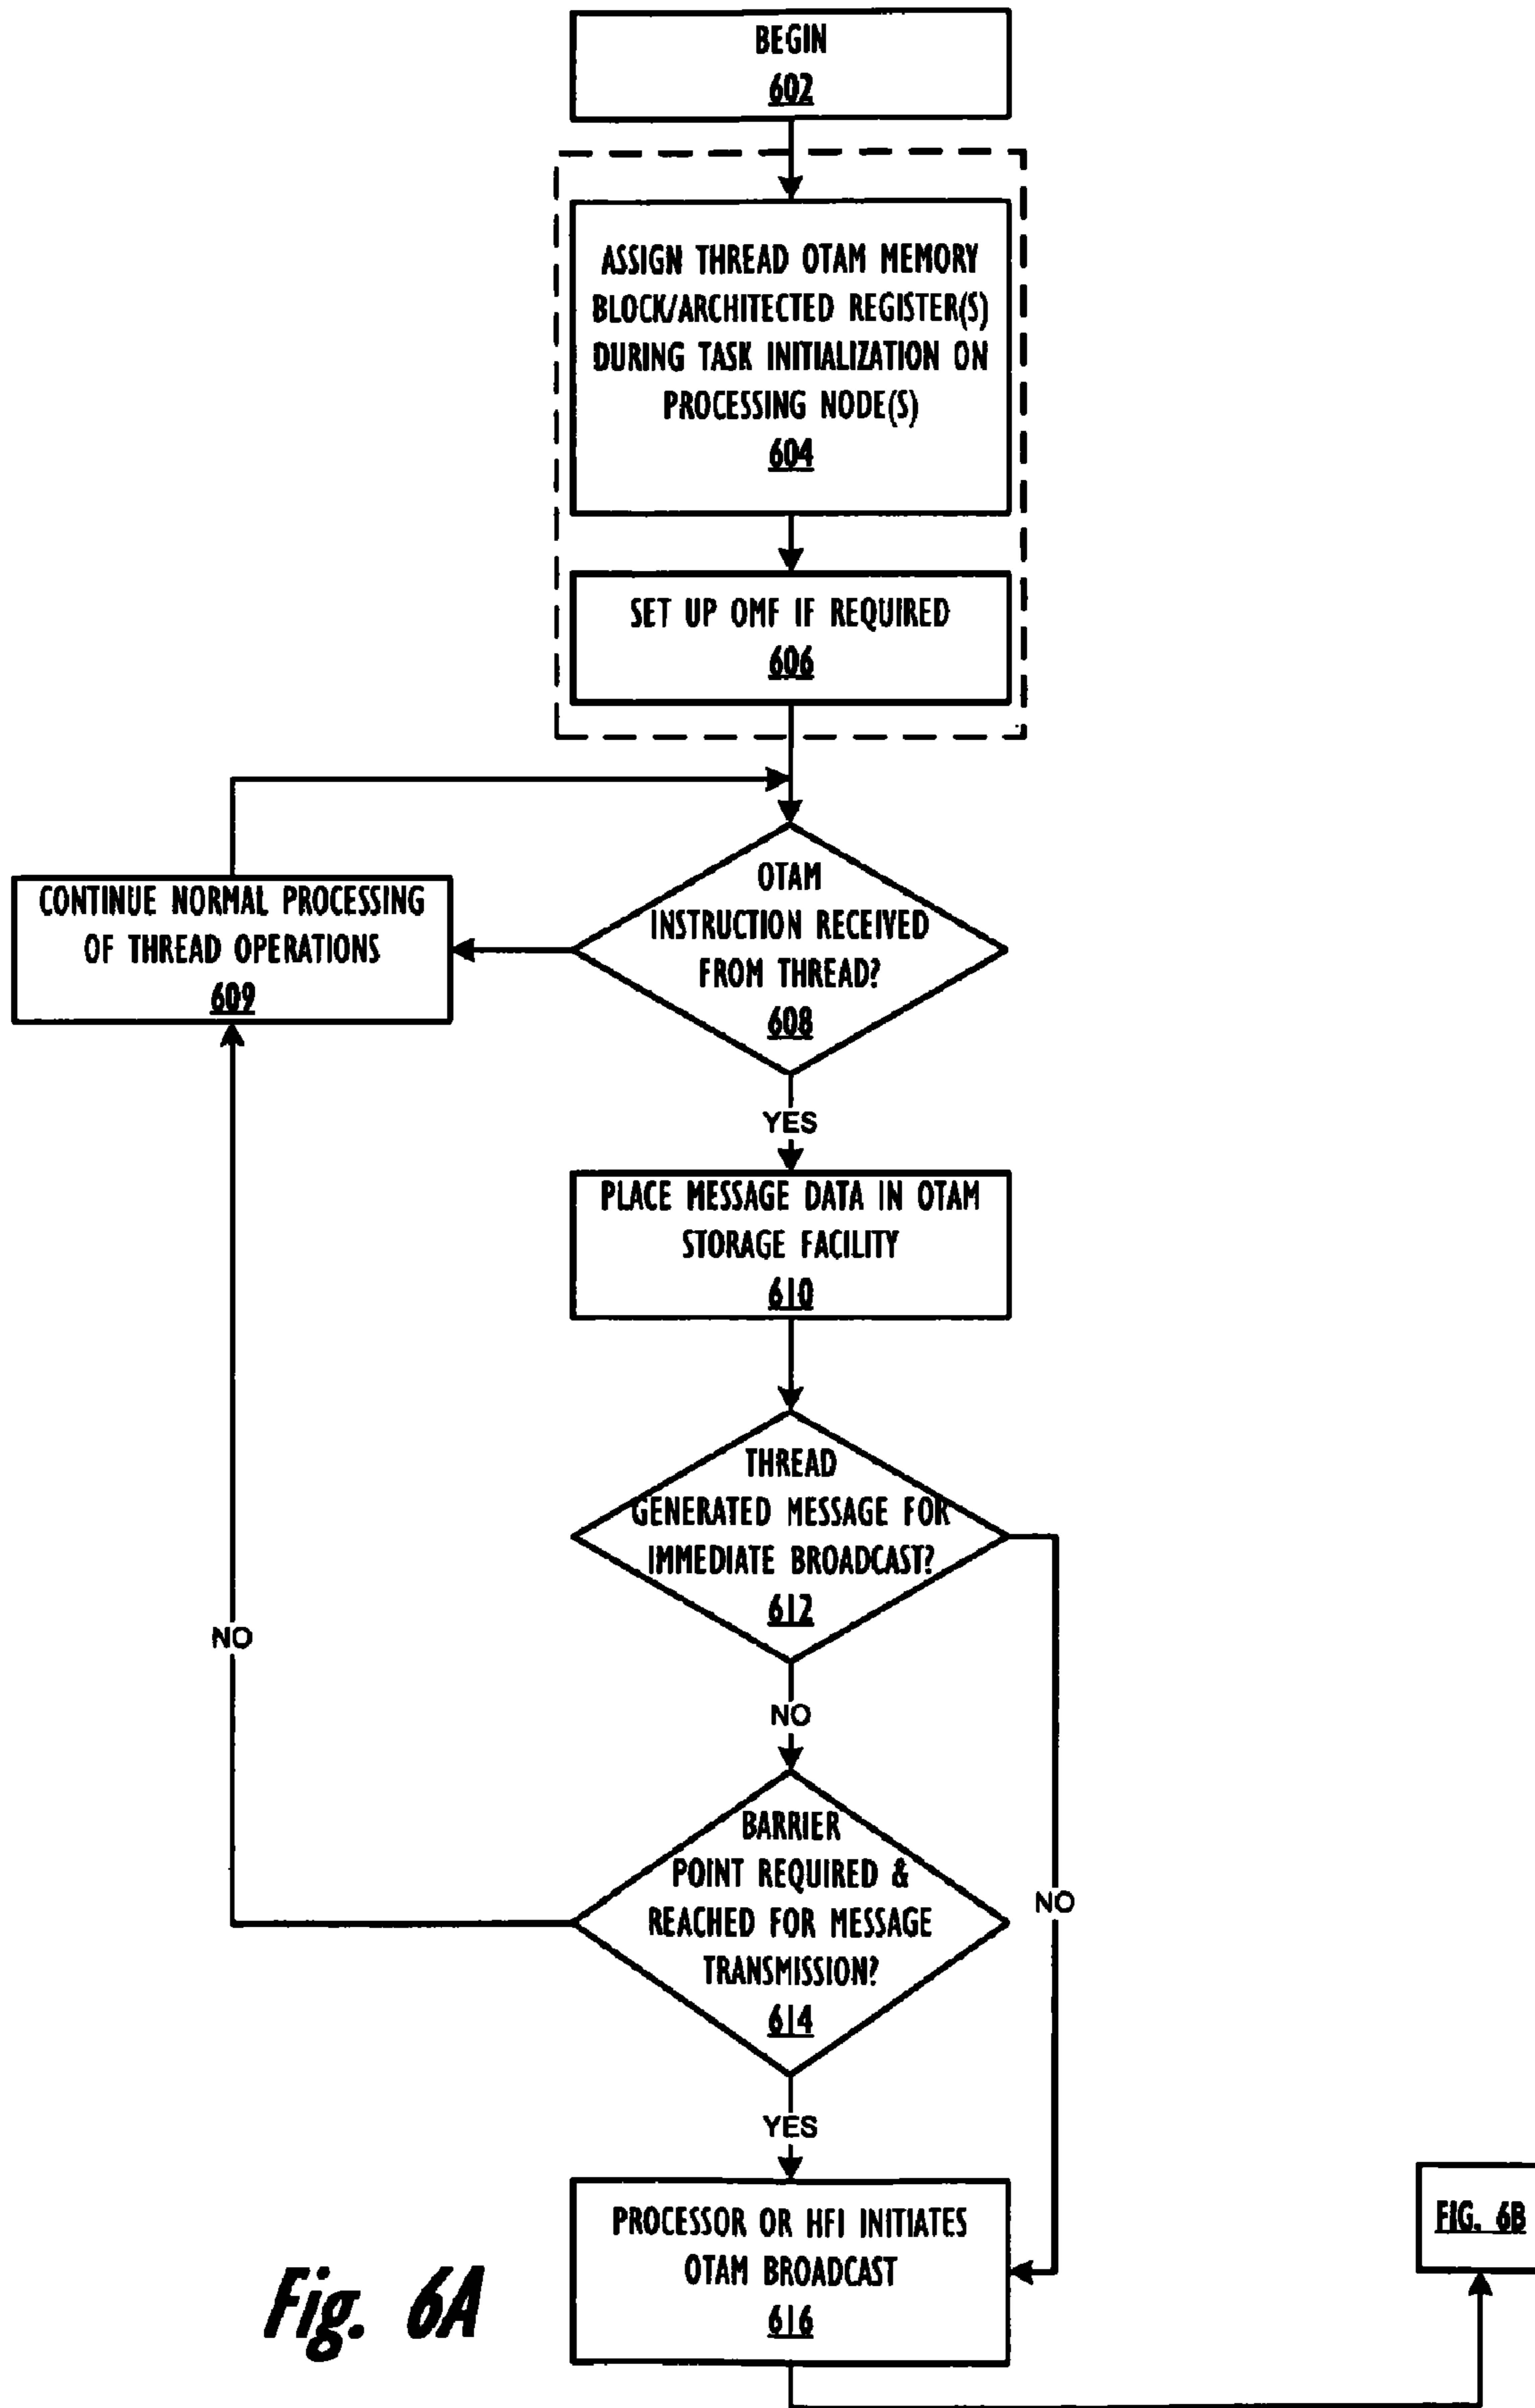 BEGIN
602
ASSIGN THREAD OTAM MEMORY
BLOCK/ARCHITECTED REGISTER(S)
DURING TASK INITIALIZATION ON
PROCESSING NODE(S)
604
SET UP OMF IF REQUIRED
606
CONTINUE NORMAL PROCESSING
OF THREAD OPERATIONS
609
OTAM
INSTRUCTION RECEIVED
FROM THREAD?
608
YES
PLACE MESSAGE DATA IN OTAM
STORAGE FACILITY
610
THREAD
GENERATED MESSAGE FOR
IMMEDIATE BROADCAST?
612
NO
NO
BARRIER
POINT REQUIRED &
REACHED FOR MESSAGE
TRANSMISSION?
614
NO
YES
PROCESSOR OR HFI INITIATES
OTAM BROADCAST
616
FIG. 6B
Fig. 6A